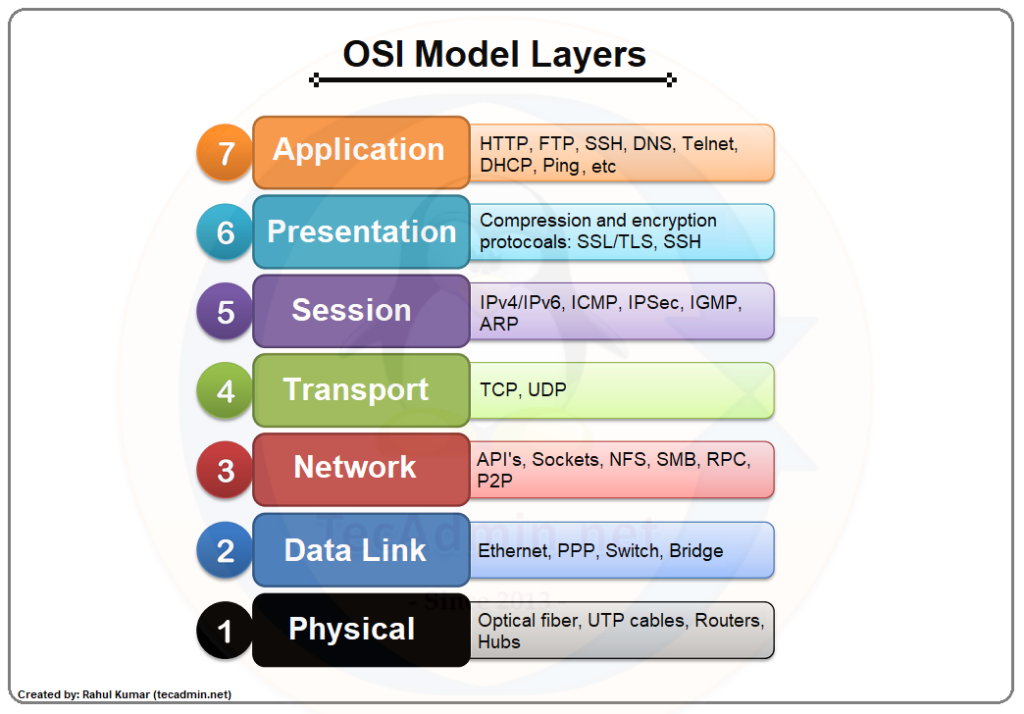 OSI Model Layers
7
Application
HTTP, FTP, SSH, DNS, Telnet,
DHCP, Ping, etc
6
Presentation
Compression and encryption
protocoals: SSL/TLS, SSH
5
Session
IPv4/IPv6, ICMP, IPSec, IGMP,
ARP
4
Transport
TCP, UDP
3
Network
API's, Sockets, NFS, SMB, RPC,
P2P
TecAdmin.net
2
Data Link
Ethernet, PPP, Switch, Bridge
- Since 2013 -
1
Physical
Optical fiber, UTP cables, Routers,
Hubs
Created by: Rahul Kumar (tecadmin.net)